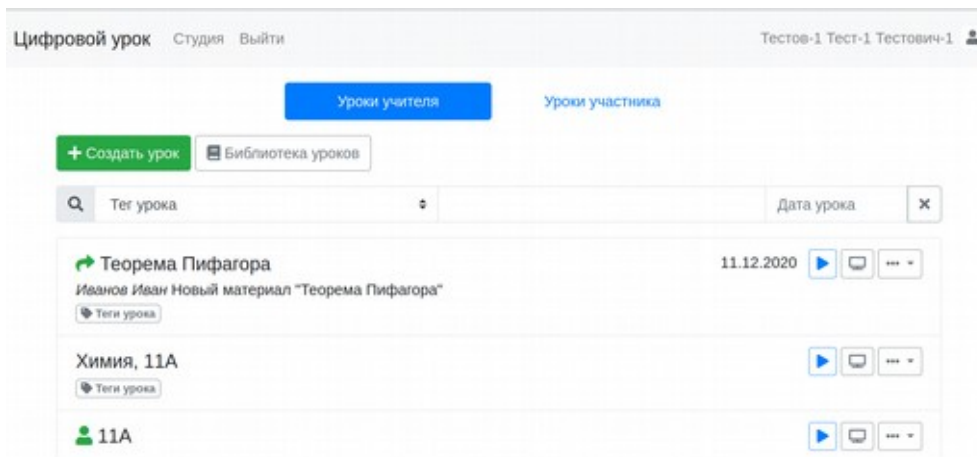 Цифровой урок Студия Выйти Тестов-1 Тест-1 Тестович-1
Уроки учителя Уроки участника
Создать урок Библиотека уроков
Тег урока Дата урока
Теорема Пифагора 11.12.2020
Иванов Иван Новый материал "Теорема Пифагора"
Теги урока
Химия, 11А
Теги урока
11А